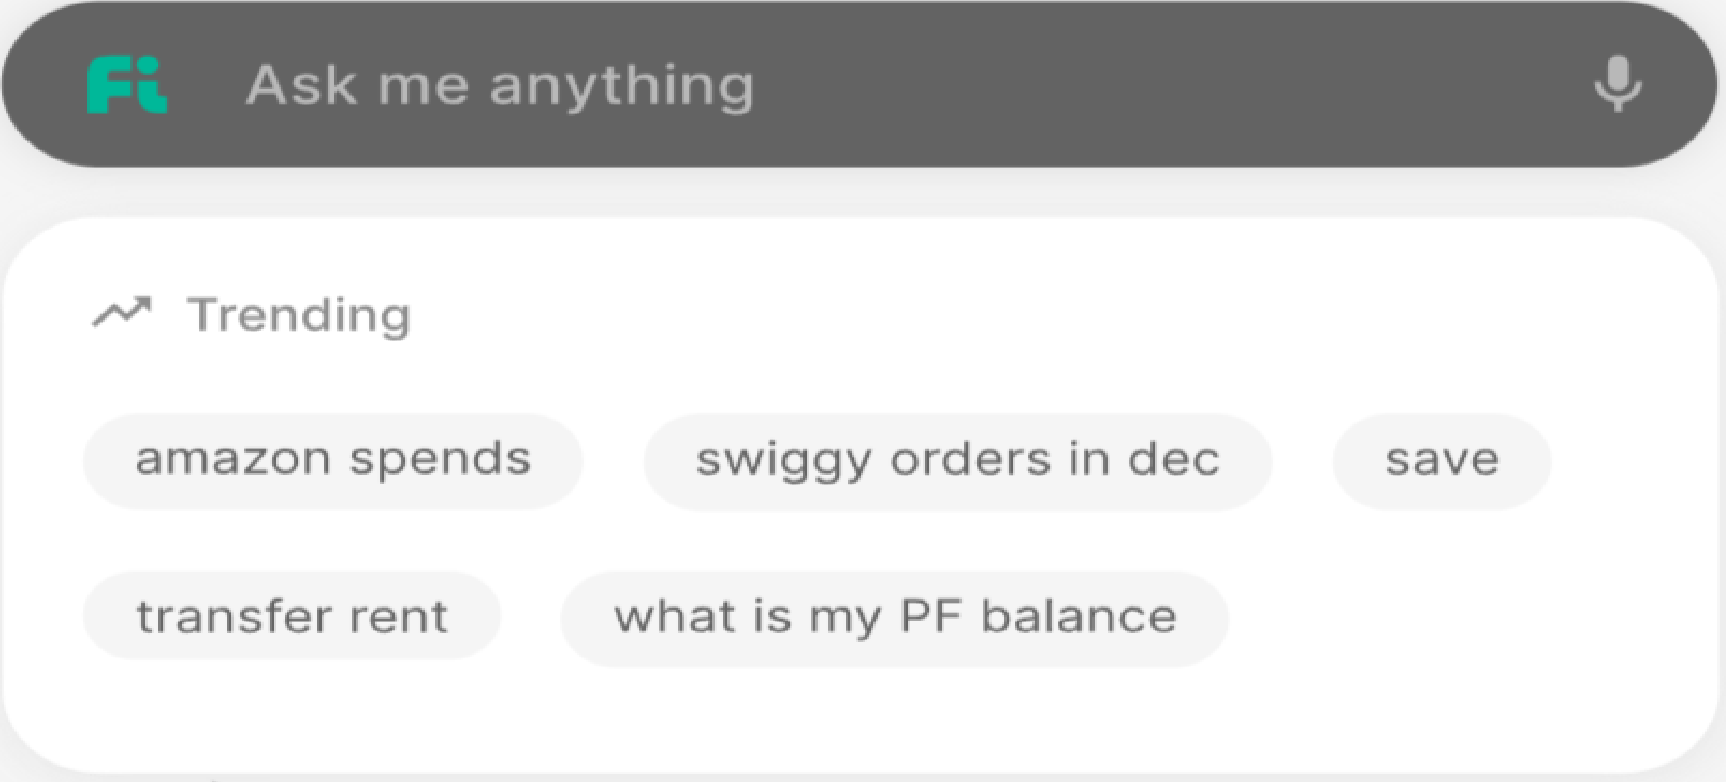 Fi Ask me anything
Trending
amazon spends swiggy orders in dec save
transfer rent what is my PF balance